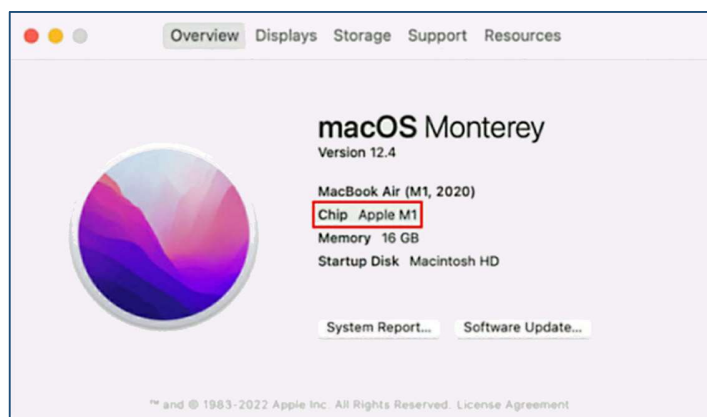 Overview Displays Storage Support Resources
macOS Monterey
Version 12.4
MacBook Air (M1, 2020)
Chip Apple M1
Memory 16 GB
Startup Disk Macintosh HD
System Report... Software Update...
™ and © 1983-2022 Apple Inc. All Rights Reserved. License Agreement